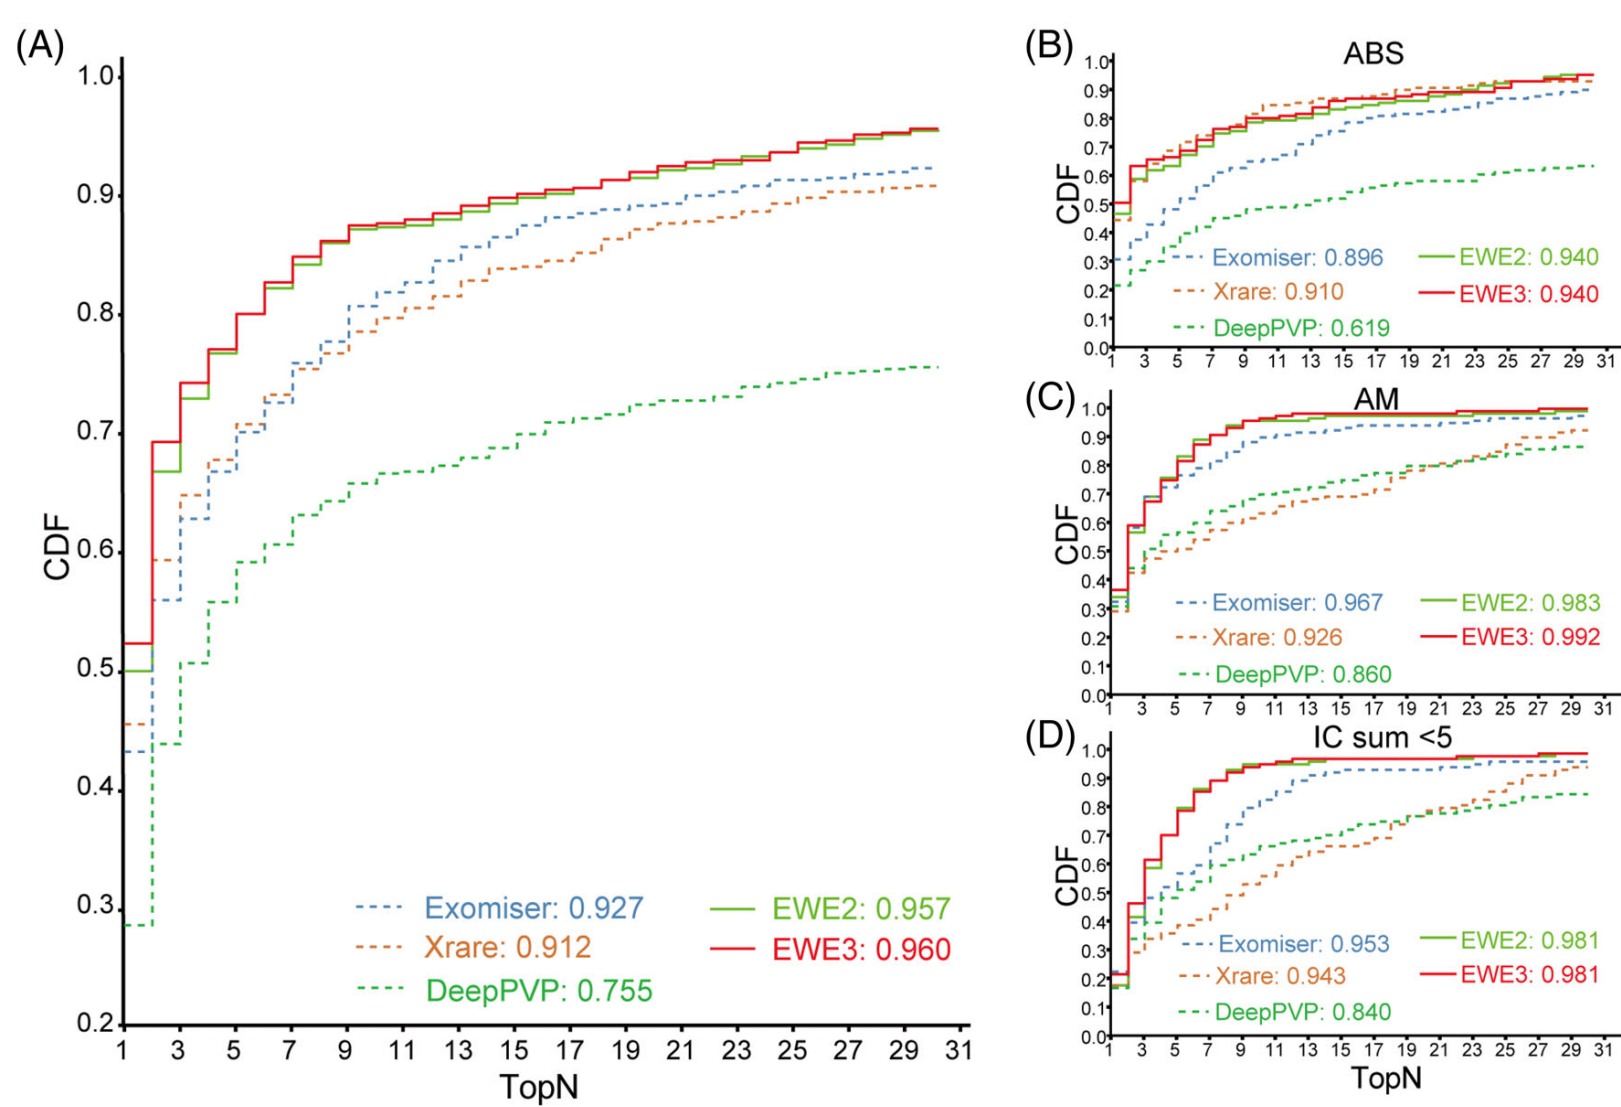 (A)
1.0
0.9
0.8
0.7
0.6
0.5
0.4
0.3
0.2
CDF
Exomiser: 0.927
EWE2: 0.957
Xrare: 0.912
EWE3: 0.960
DeepPVP: 0.755
1 3 5 7 9 11 13 15 17 19 21 23 25 27 29 31
TopN
(B)
ABS
1.0
0.9
0.8
0.7
0.6
0.5
0.4
0.3
0.2
0.1
0.0
CDF
Exomiser: 0.896
EWE2: 0.940
Xrare: 0.910
EWE3: 0.940
DeepPVP: 0.619
1 3 5 7 9 11 13 15 17 19 21 23 25 27 29 31
(C)
AM
1.0
0.9
0.8
0.7
0.6
0.5
0.4
0.3
0.2
0.1
0.0
CDF
Exomiser: 0.967
EWE2: 0.983
Xrare: 0.926
EWE3: 0.992
DeepPVP: 0.860
1 3 5 7 9 11 13 15 17 19 21 23 25 27 29 31
(D)
IC sum <5
1.0
0.9
0.8
0.7
0.6
0.5
0.4
0.3
0.2
0.1
0.0
CDF
Exomiser: 0.953
EWE2: 0.981
Xrare: 0.943
EWE3: 0.981
DeepPVP: 0.840
1 3 5 7 9 11 13 15 17 19 21 23 25 27 29 31
TopN